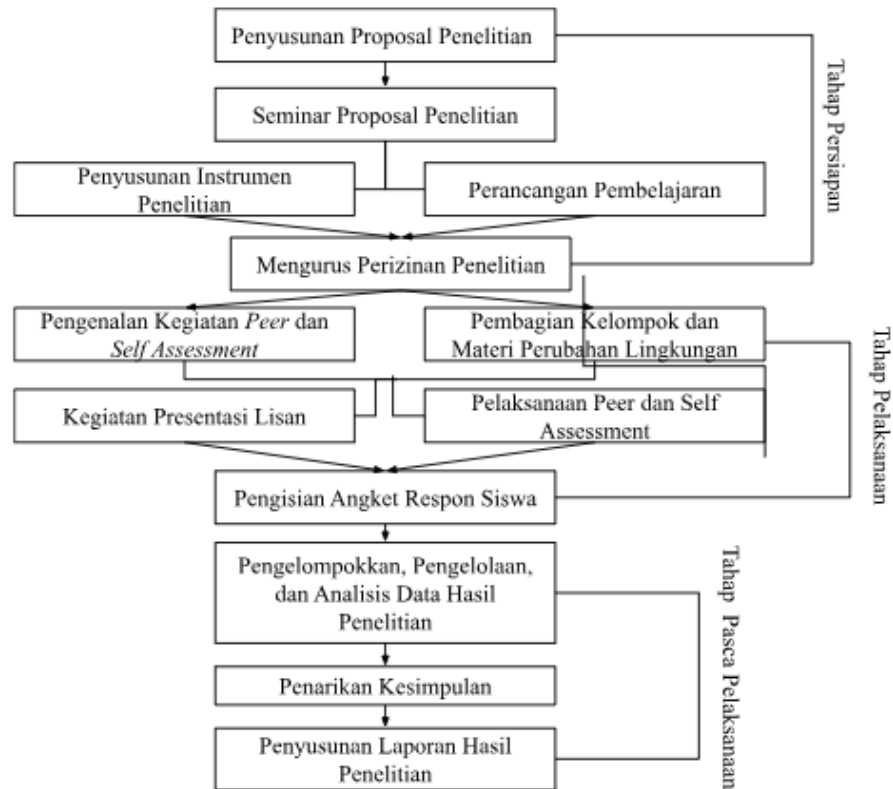 Penyusunan Proposal Penelitian
Seminar Proposal Penelitian
Penyusunan Instrumen
Penelitian
Perancangan Pembelajaran
Mengurus Perizinan Penelitian
Tahap Persiapan
Pengenalan Kegiatan Peer dan
Self Assessment
Pembagian Kelompok dan
Materi Perubahan Lingkungan
Kegiatan Presentasi Lisan
Pelaksanaan Peer dan Self
Assessment
Pengisian Angket Respon Siswa
Tahap Pelaksanaan
Pengelompokkan, Pengelolaan,
dan Analisis Data Hasil
Penelitian
Penarikan Kesimpulan
Penyusunan Laporan Hasil
Penelitian
Tahap Pasca Pelaksanaan